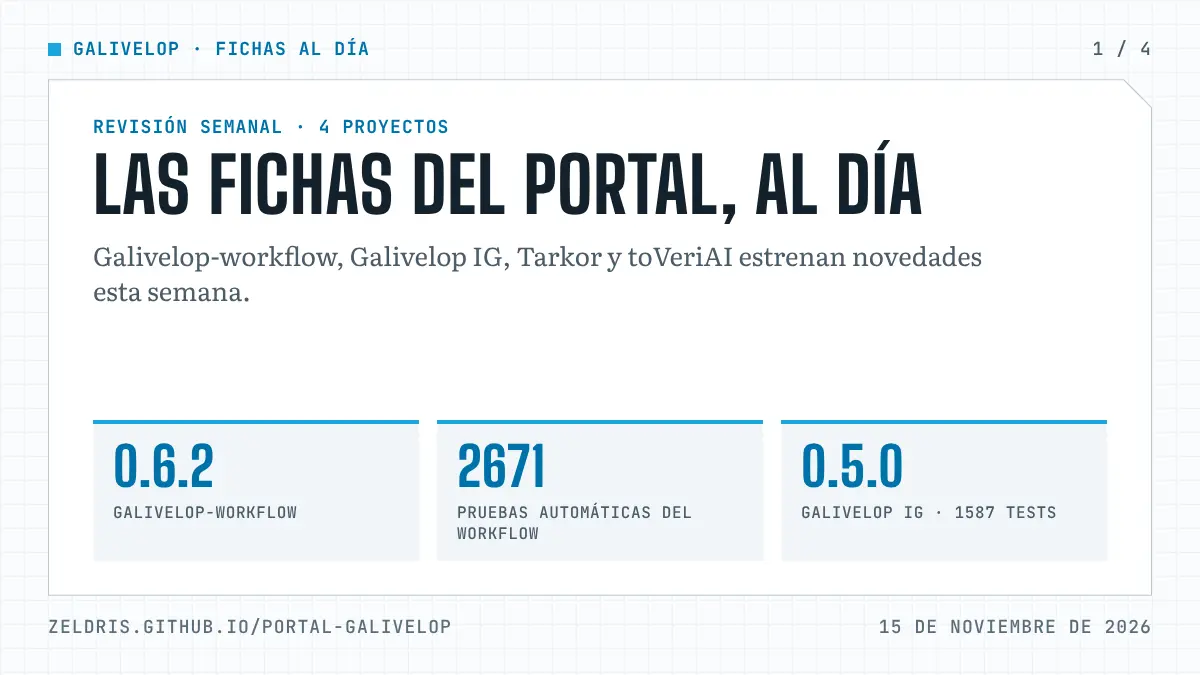 GALIVELOP · FICHAS AL DÍA
1 / 4
REVISIÓN SEMANAL · 4 PROYECTOS
LAS FICHAS DEL PORTAL, AL DÍA
Galivelop-workflow, Galivelop IG, Tarkor y toVeriAI estrenan novedades
esta semana.
0.6.2
GALIVELOP-WORKFLOW
2671
PRUEBAS AUTOMÁTICAS DEL
WORKFLOW
0.5.0
GALIVELOP IG · 1587 TESTS
ZELDRIS.GITHUB.IO/PORTAL-GALIVELOP
15 DE NOVIEMBRE DE 2026